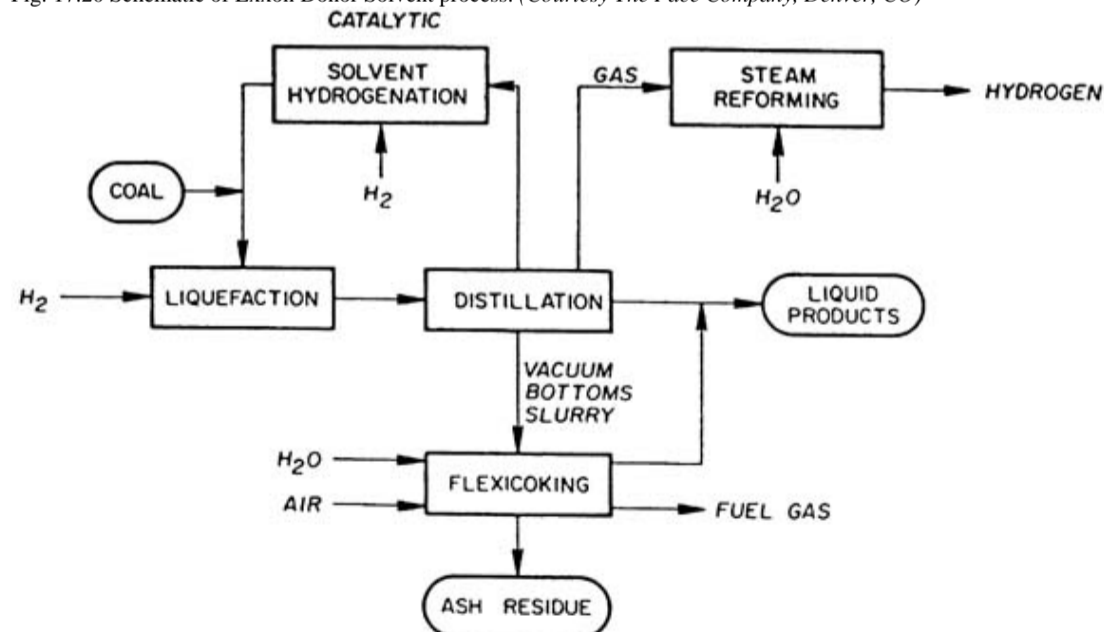 Fig. 17.26 Schematic of Exxon Donor Solvent process. (Courtesy The Pace Company, Denver, CO)
CATALYTIC
SOLVENT
HYDROGENATION
GAS
STEAM
REFORMING
HYDROGEN
COAL
H₂
H₂O
H₂
LIQUEFACTION
DISTILLATION
LIQUID
PRODUCTS
VACUUM
BOTTOMS
SLURRY
H₂O
FLEXICOKING
AIR
FUEL GAS
ASH RESIDUE